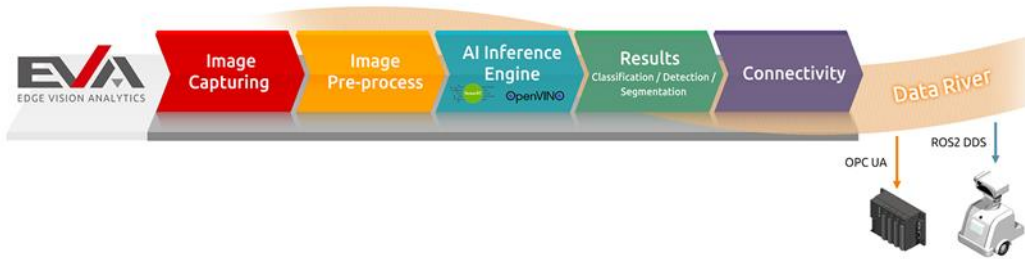 EVA
EDGE VISION ANALYTICS
Image
Capturing
Image
Pre-process
AI Inference
Engine
OpenVINO
Results
Classification / Detection /
Segmentation
Connectivity
Data River
OPC UA
ROS2 DDS